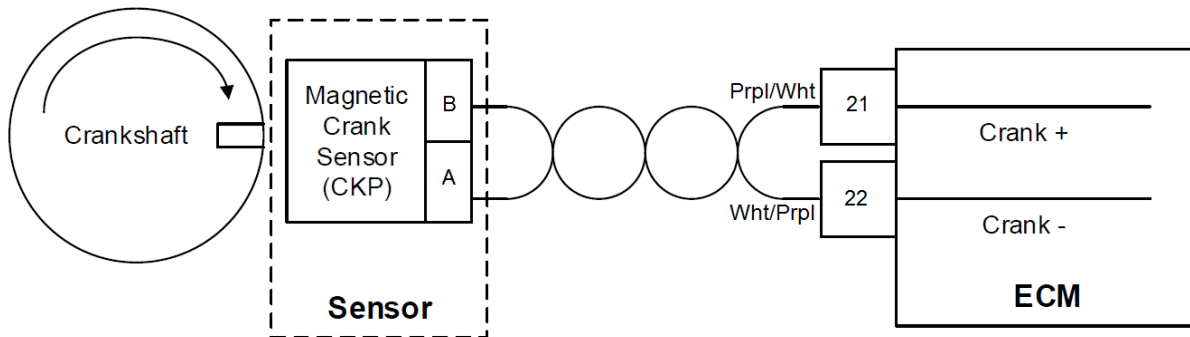 Crankshaft
Magnetic
Crank
Sensor
(CKP)
B
A
Sensor
Prpl/Wht
Wht/Prpl
21
22
Crank +
Crank -
ECM